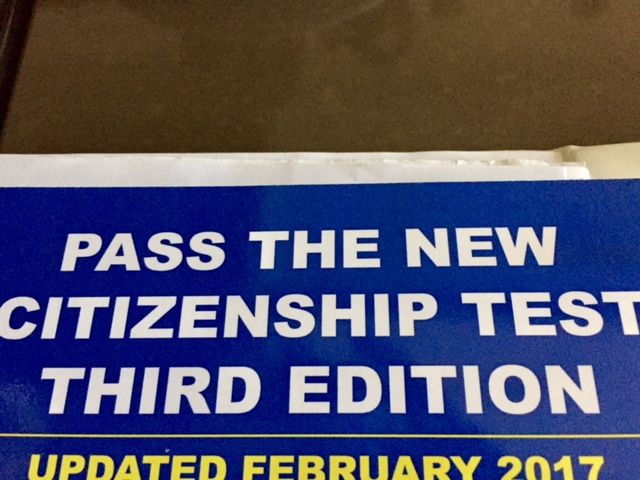 PASS THE NEW
CITIZENSHIP TEST
THIRD EDITION
UPDATED FEBRUARY 2017